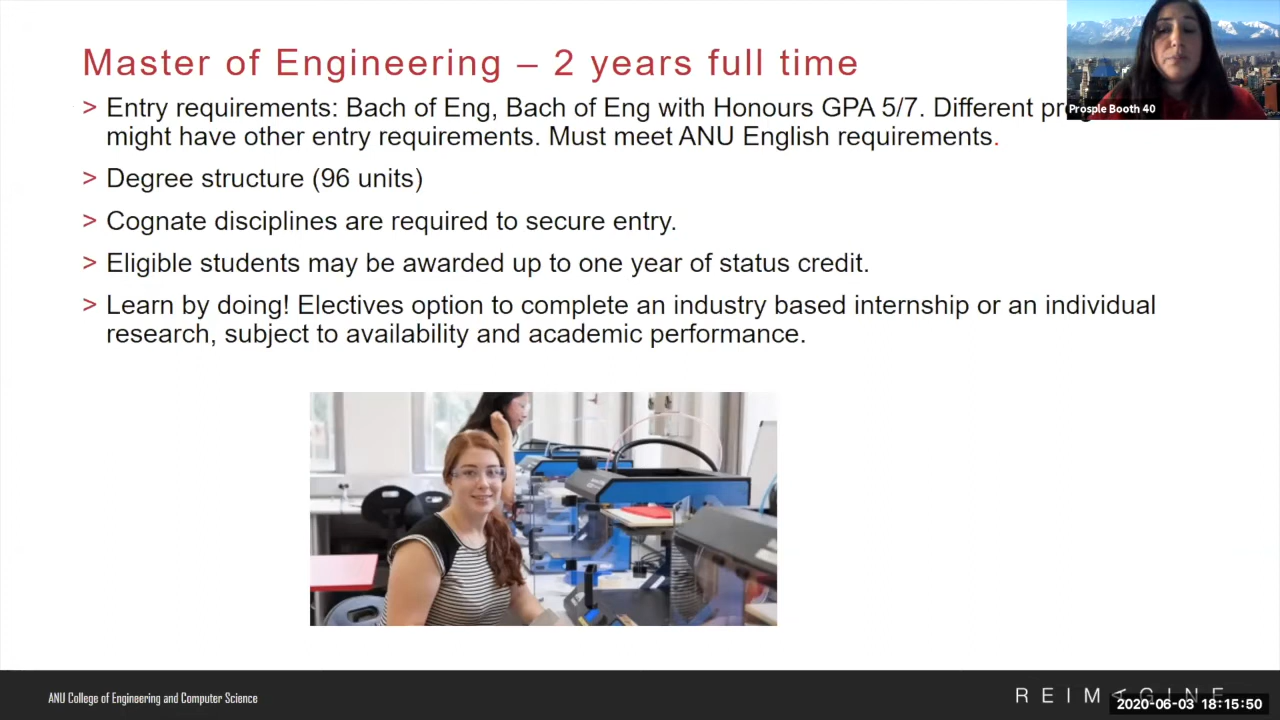 Master of Engineering – 2 years full time
Prosple Booth 40
> Entry requirements: Bach of Eng, Bach of Eng with Honours GPA 5/7. Different
might have other entry requirements. Must meet ANU English requirements.
> Degree structure (96 units)
> Cognate disciplines are required to secure entry.
> Eligible students may be awarded up to one year of status credit.
> Learn by doing! Electives option to complete an industry based internship or an individual
research, subject to availability and academic performance.
ANU College of Engineering and Computer Science
REIMAGINE
2020-06-03 18:15:50